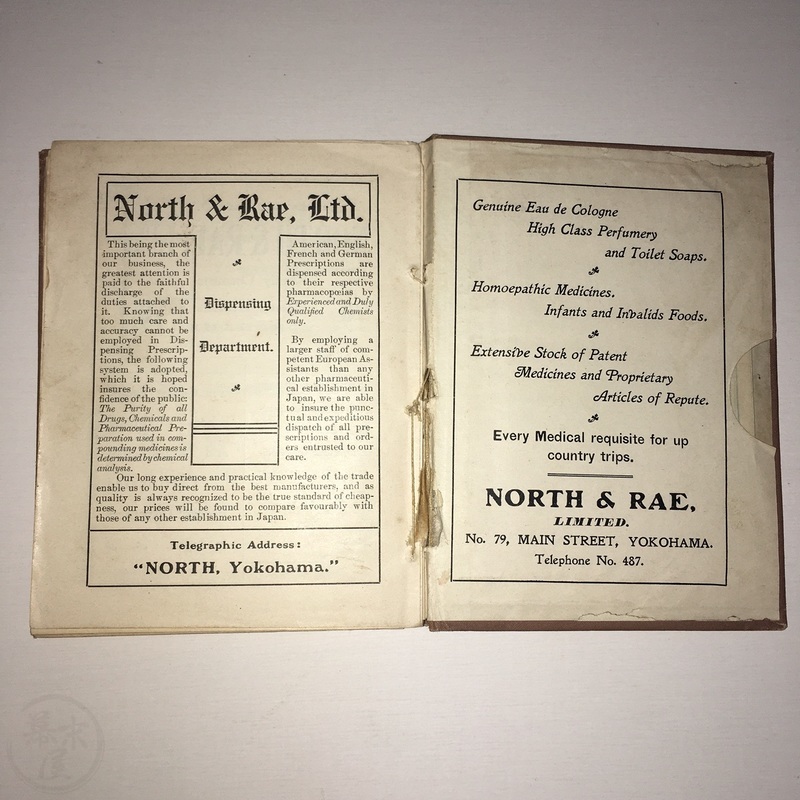 North & Rae, Ltd.
This being the most
important branch of
our business, the
greatest attention is
paid to the faithful
discharge of the
duties attached to
it. Knowing that
too much care and
accuracy cannot be
employed in Dis-
pensing Prescrip-
tions, the following
system is adopted,
which it is hoped
insures the con-
fidence of the public:
The Purity of all
Drugs, Chemicals and
Pharmaceutical Pre-
paration used in com-
pounding medicines is
determined by chemical
analysis.
Dispensing
Department.
American, English,
French and German
Prescriptions are
dispensed according
to their respective
pharmacopœias by
Experienced and Duly
Qualified Chemists
only.
By employing a
larger staff of com-
petent European As-
sistants than any
other pharmaceuti-
cal establishment in
Japan, we are able
to insure the punc-
tual and expeditious
dispatch of all pre-
scriptions and ord-
ers entrusted to our
care.
Our long experience and practical knowledge of the trade
enable us to buy direct from the best manufacturers, and as
quality is always recognized to be the true standard of cheap-
ness, our prices will be found to compare favourably with
those of any other establishment in Japan.
Telegraphic Address:
"NORTH, Yokohama."
Genuine Eau de Cologne
High Class Perfumery
and Toilet Soaps.
Homoepathic Medicines.
Infants and Invalids Foods.
Extensive Stock of Patent
Medicines and Proprietary
Articles of Repute.
Every Medical requisite for up
country trips.
NORTH & RAE,
LIMITED.
No. 79, MAIN STREET, YOKOHAMA.
Telephone No. 487.